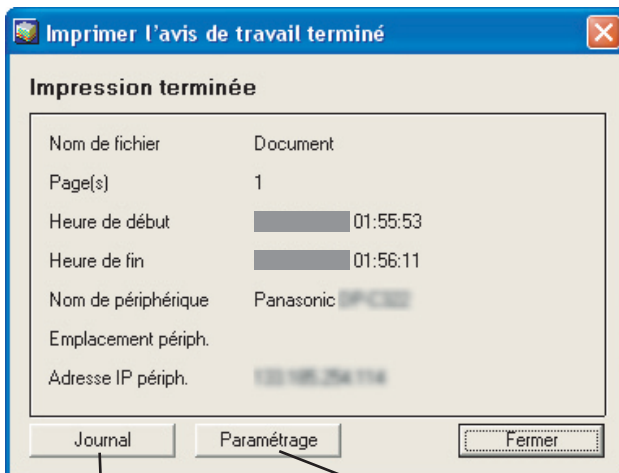 Imprimer l'avis de travail terminé
Impression terminée
Nom de fichier Document
Page(s) 1
Heure de début 01:55:53
Heure de fin 01:56:11
Nom de périphérique Panasonic
Emplacement périph.
Adresse IP périph.
Journal Paramétrage Fermer